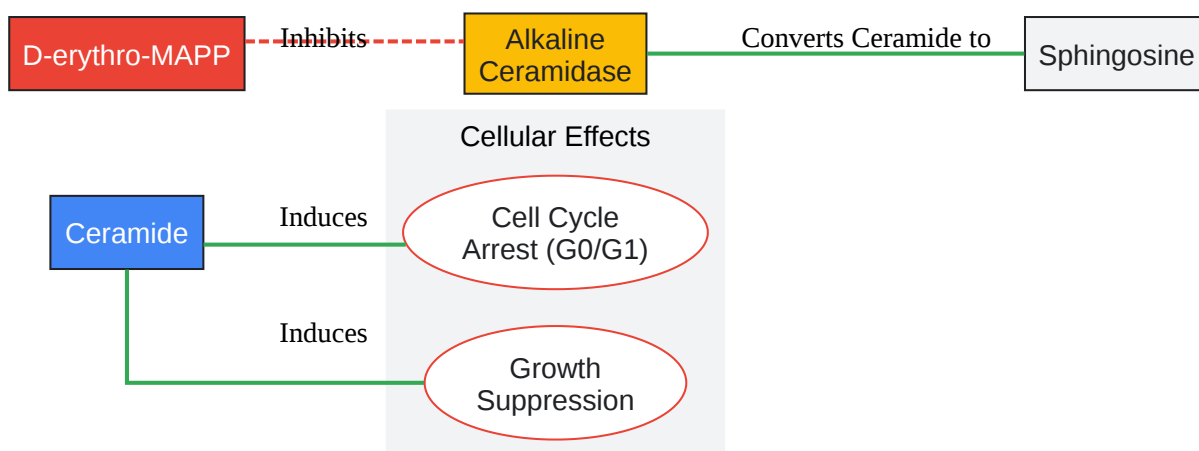 D-erythro-MAPP
Inhibits
Alkaline
Ceramidase
Converts Ceramide to
Sphingosine
Cellular Effects
Ceramide
Induces
Cell Cycle
Arrest (G0/G1)
Induces
Growth
Suppression